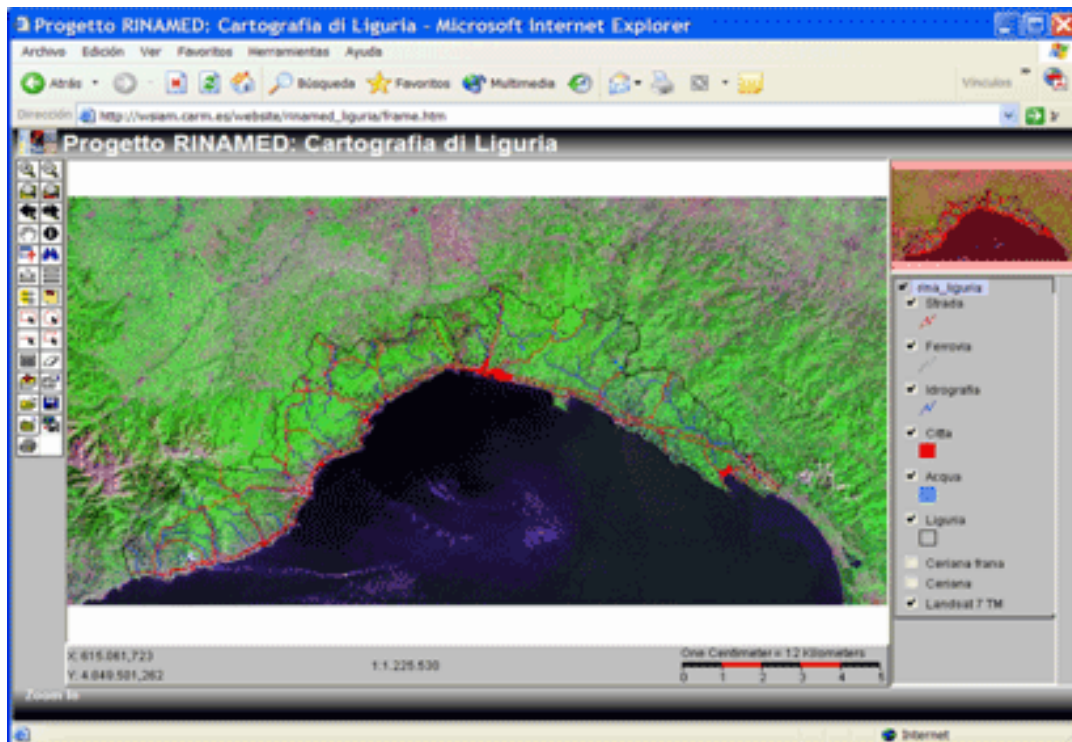 Progetto RINAMED: Cartografia di Liguria - Microsoft Internet Explorer
Archivo Edición Ver Favoritos Herramientas Ayuda
Atrás Búsqueda Favoritos Multimedia Vínculos
Dirección http://wsiam.carm.es/website/rinamed_liguria/frame.htm Ir
Progetto RINAMED: Cartografia di Liguria
rina_liguria
Strada
Ferrovia
Idrografia
Citta
Acqua
Liguria
Ceriana frana
Ceriana
Landsat 7 TM
X: 615.061,723
Y: 4.849.501,262
1:1.225.530
One Centimeter = 12 Kilometers
0 1 2 3 4 5
Zoom In
Internet